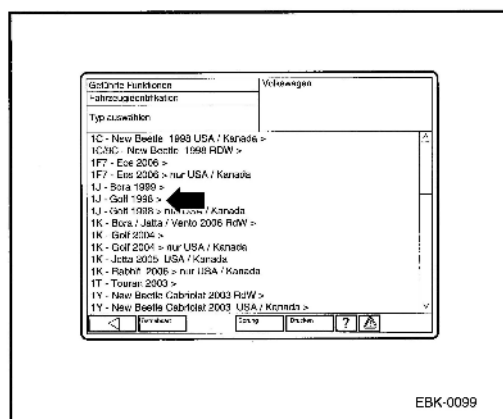 Geführte Funktionen
Volkswagen
Fahrzeugidentifikation
Typ auswählen
1C - New Beetle 1998 USA / Kanada >
1C/9C - New Beetle 1998 RDW >
1F7 - Eos 2006 >
1F7 - Eos 2006 > nur USA / Kanada
1J - Bora 1999 >
1J - Golf 1998 >
1J - Golf 1998 > nur USA / Kanada
1K - Bora / Jetta / Vento 2006 RdW >
1K - Golf 2004 >
1K - Golf 2004 > nur USA / Kanada
1K - Jetta 2005 USA / Kanada
1K - Rabbit 2006 > nur USA / Kanada
1T - Touran 2003 >
1Y - New Beetle Cabriolet 2003 RdW >
1Y - New Beetle Cabriolet 2003 USA / Kanada >
Sprung Drucken ?
EBK-0099